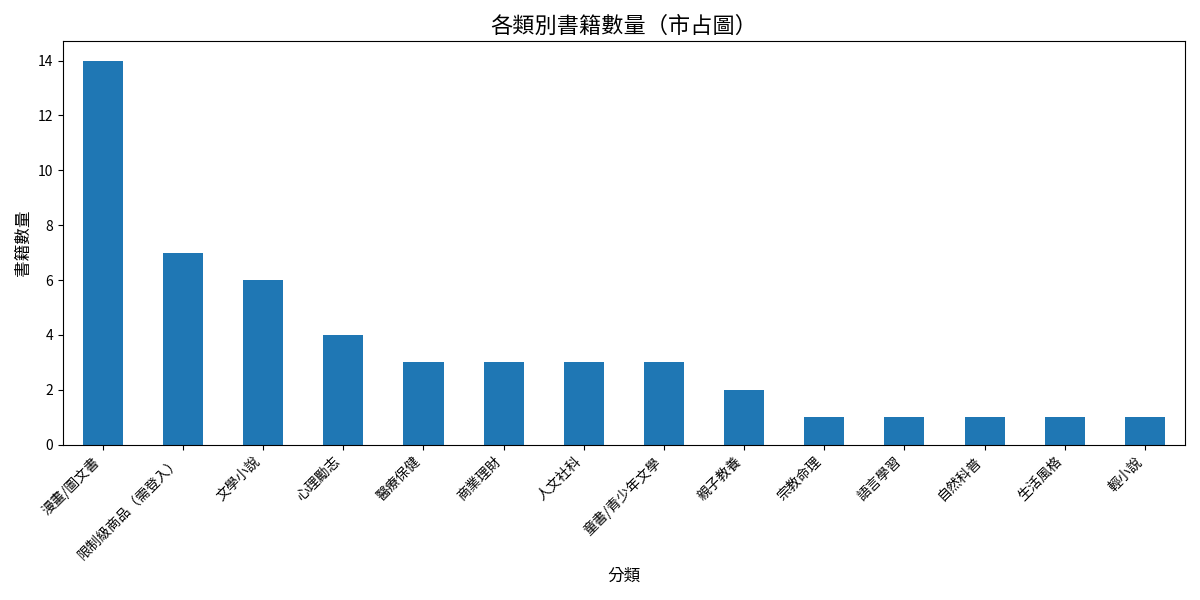 各類別書籍數量（市占圖）
書籍數量
14
12
10
8
6
4
2
0
漫畫/圖文書
限制級商品（需登入）
文學小說
心理勵志
醫療保健
商業理財
人文社科
童書/青少年文學
親子教養
宗教命理
語言學習
自然科普
生活風格
輕小說
分類